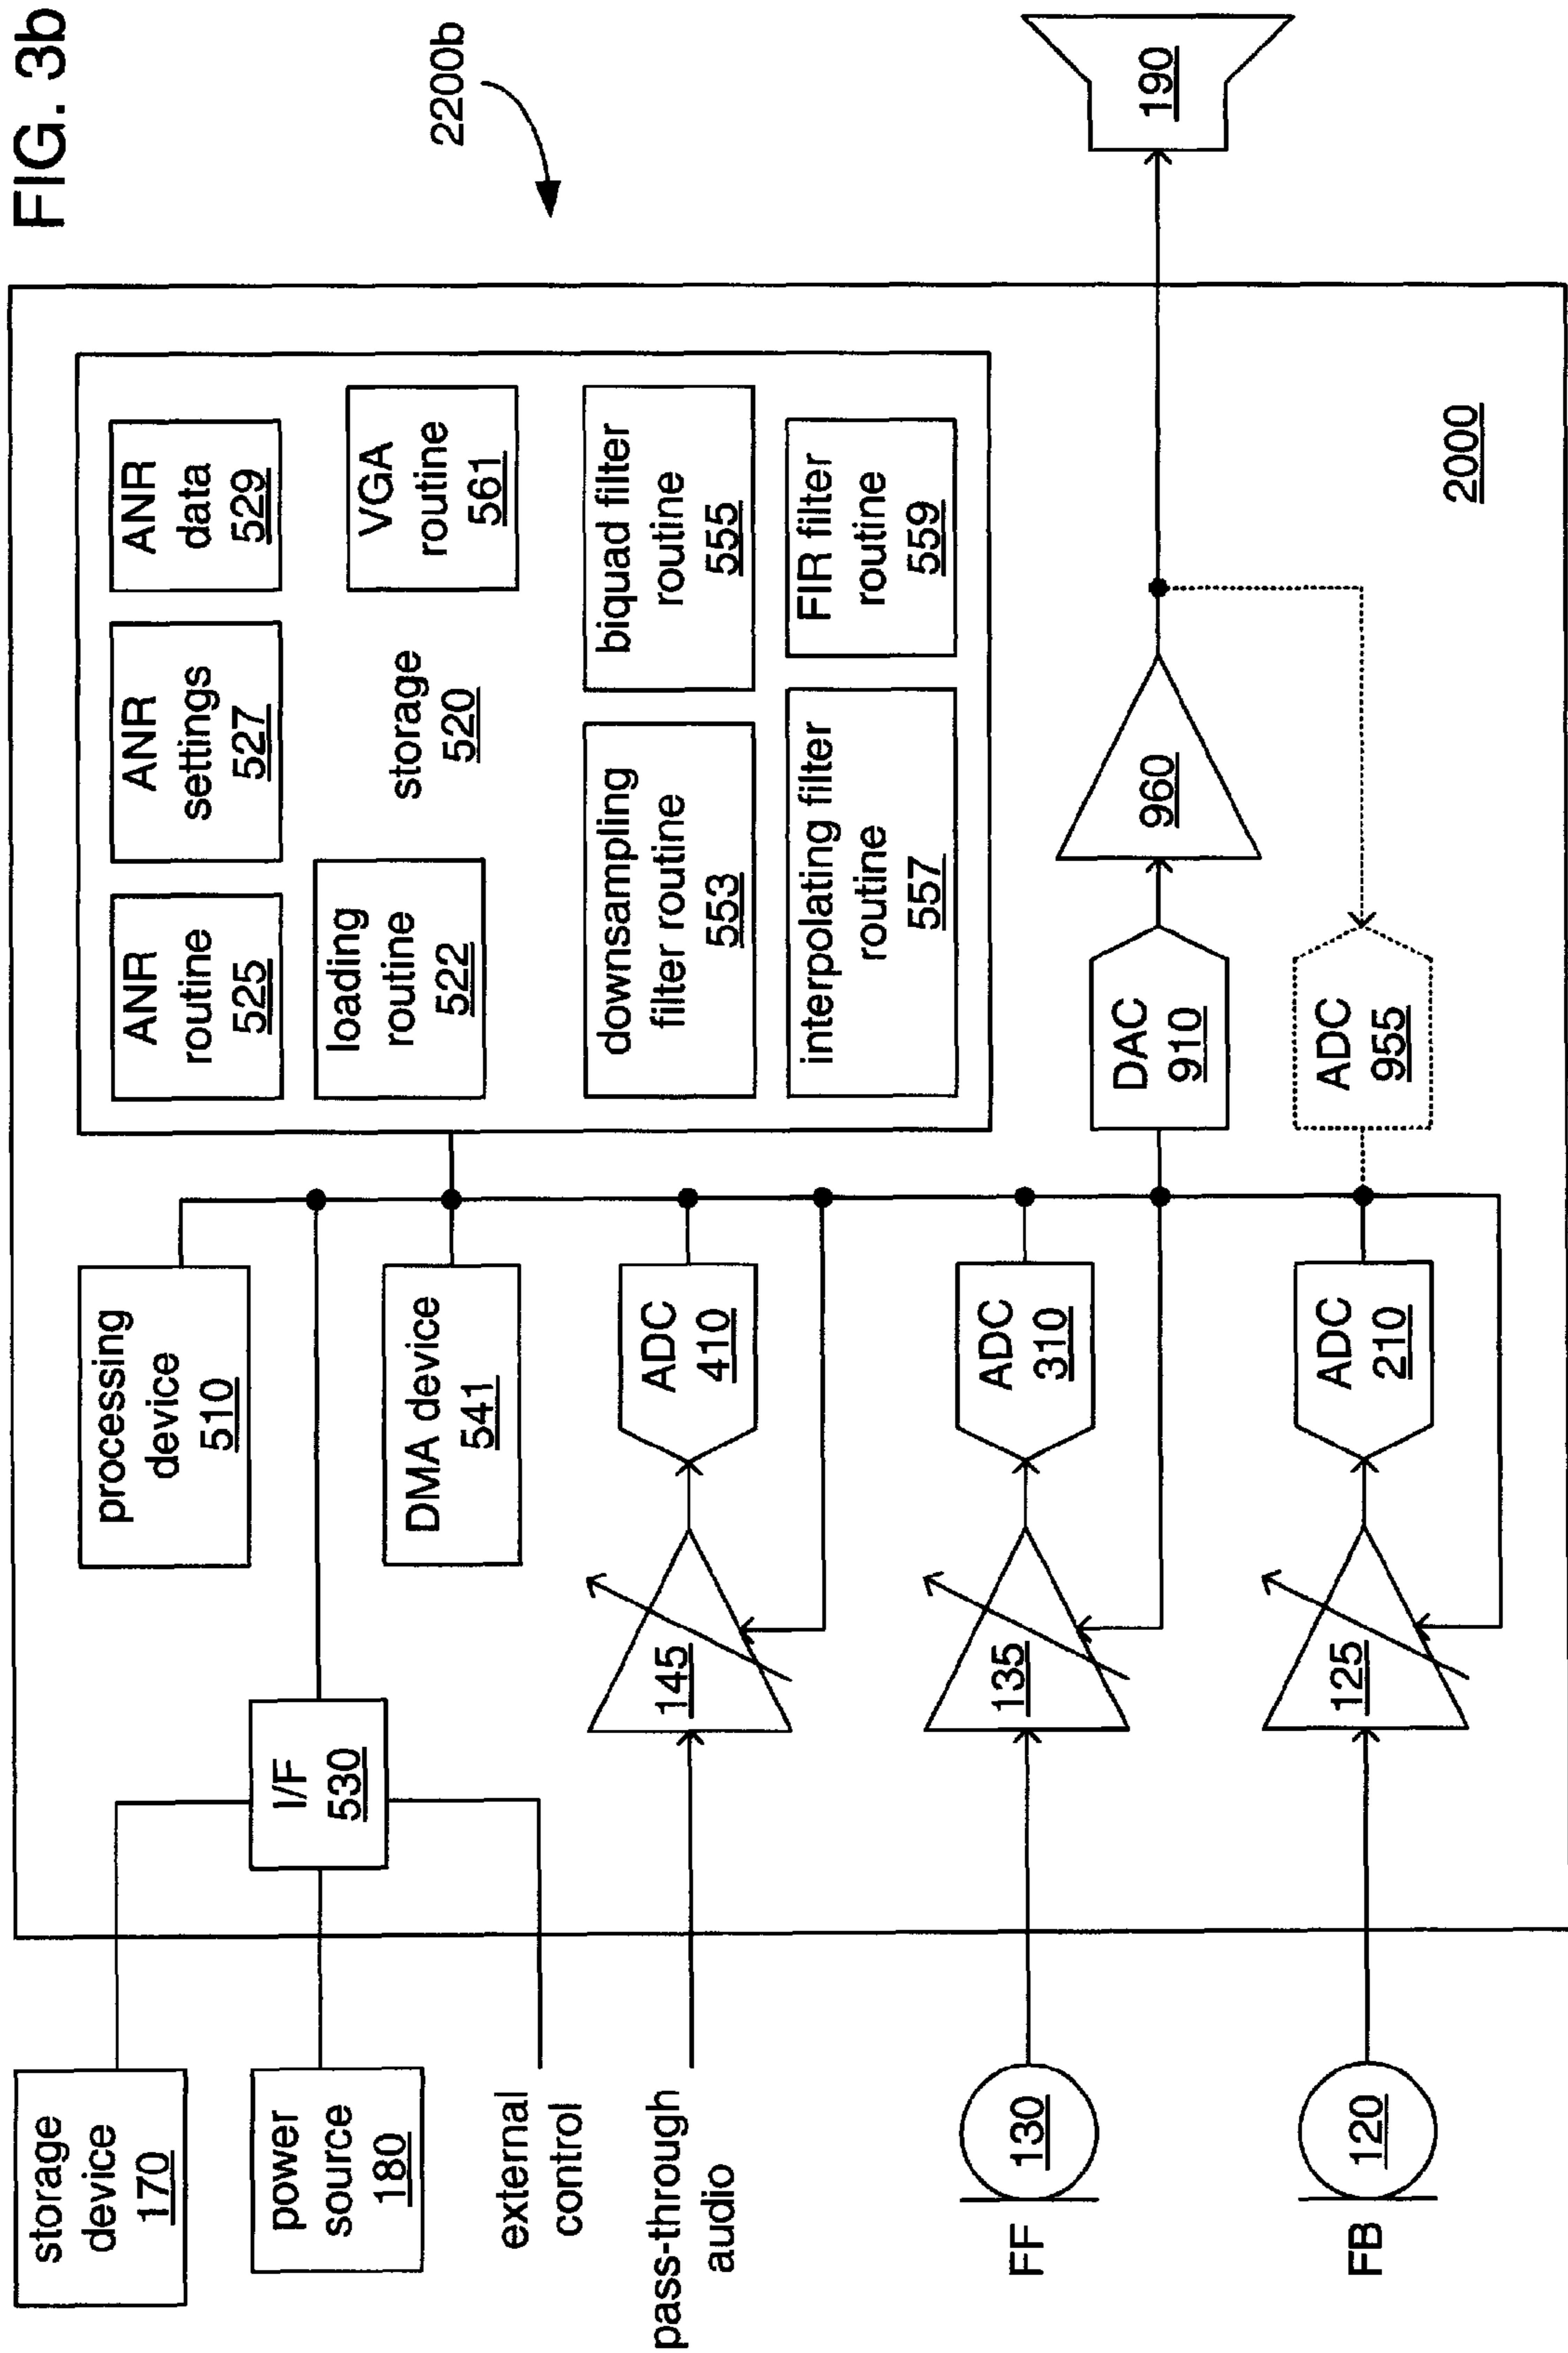 FIG. 3b
2200b
storage
device
170
power
source
180
external
control
pass-through
audio
FF
130
FB
120
I/F
530
processing
device
510
DMA device
541
145
ADC
410
135
ADC
310
125
ADC
210
ANR
routine
525
ANR
settings
527
ANR
data
529
loading
routine
522
storage
520
VGA
routine
561
downsampling
filter routine
553
biquad filter
routine
555
interpolating filter
routine
557
FIR filter
routine
559
DAC
910
960
ADC
955
190
2000